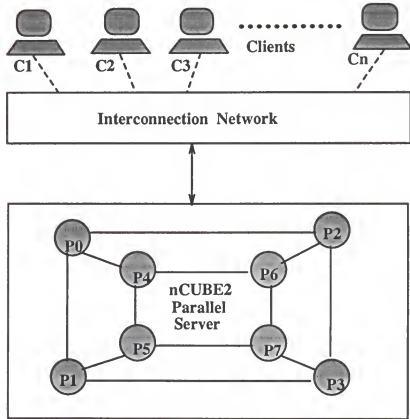 Clients
C1 C2 C3 Cn
Interconnection Network
P0 P2
P4 P6
nCUBE2
Parallel
Server
P5 P7
P1 P3